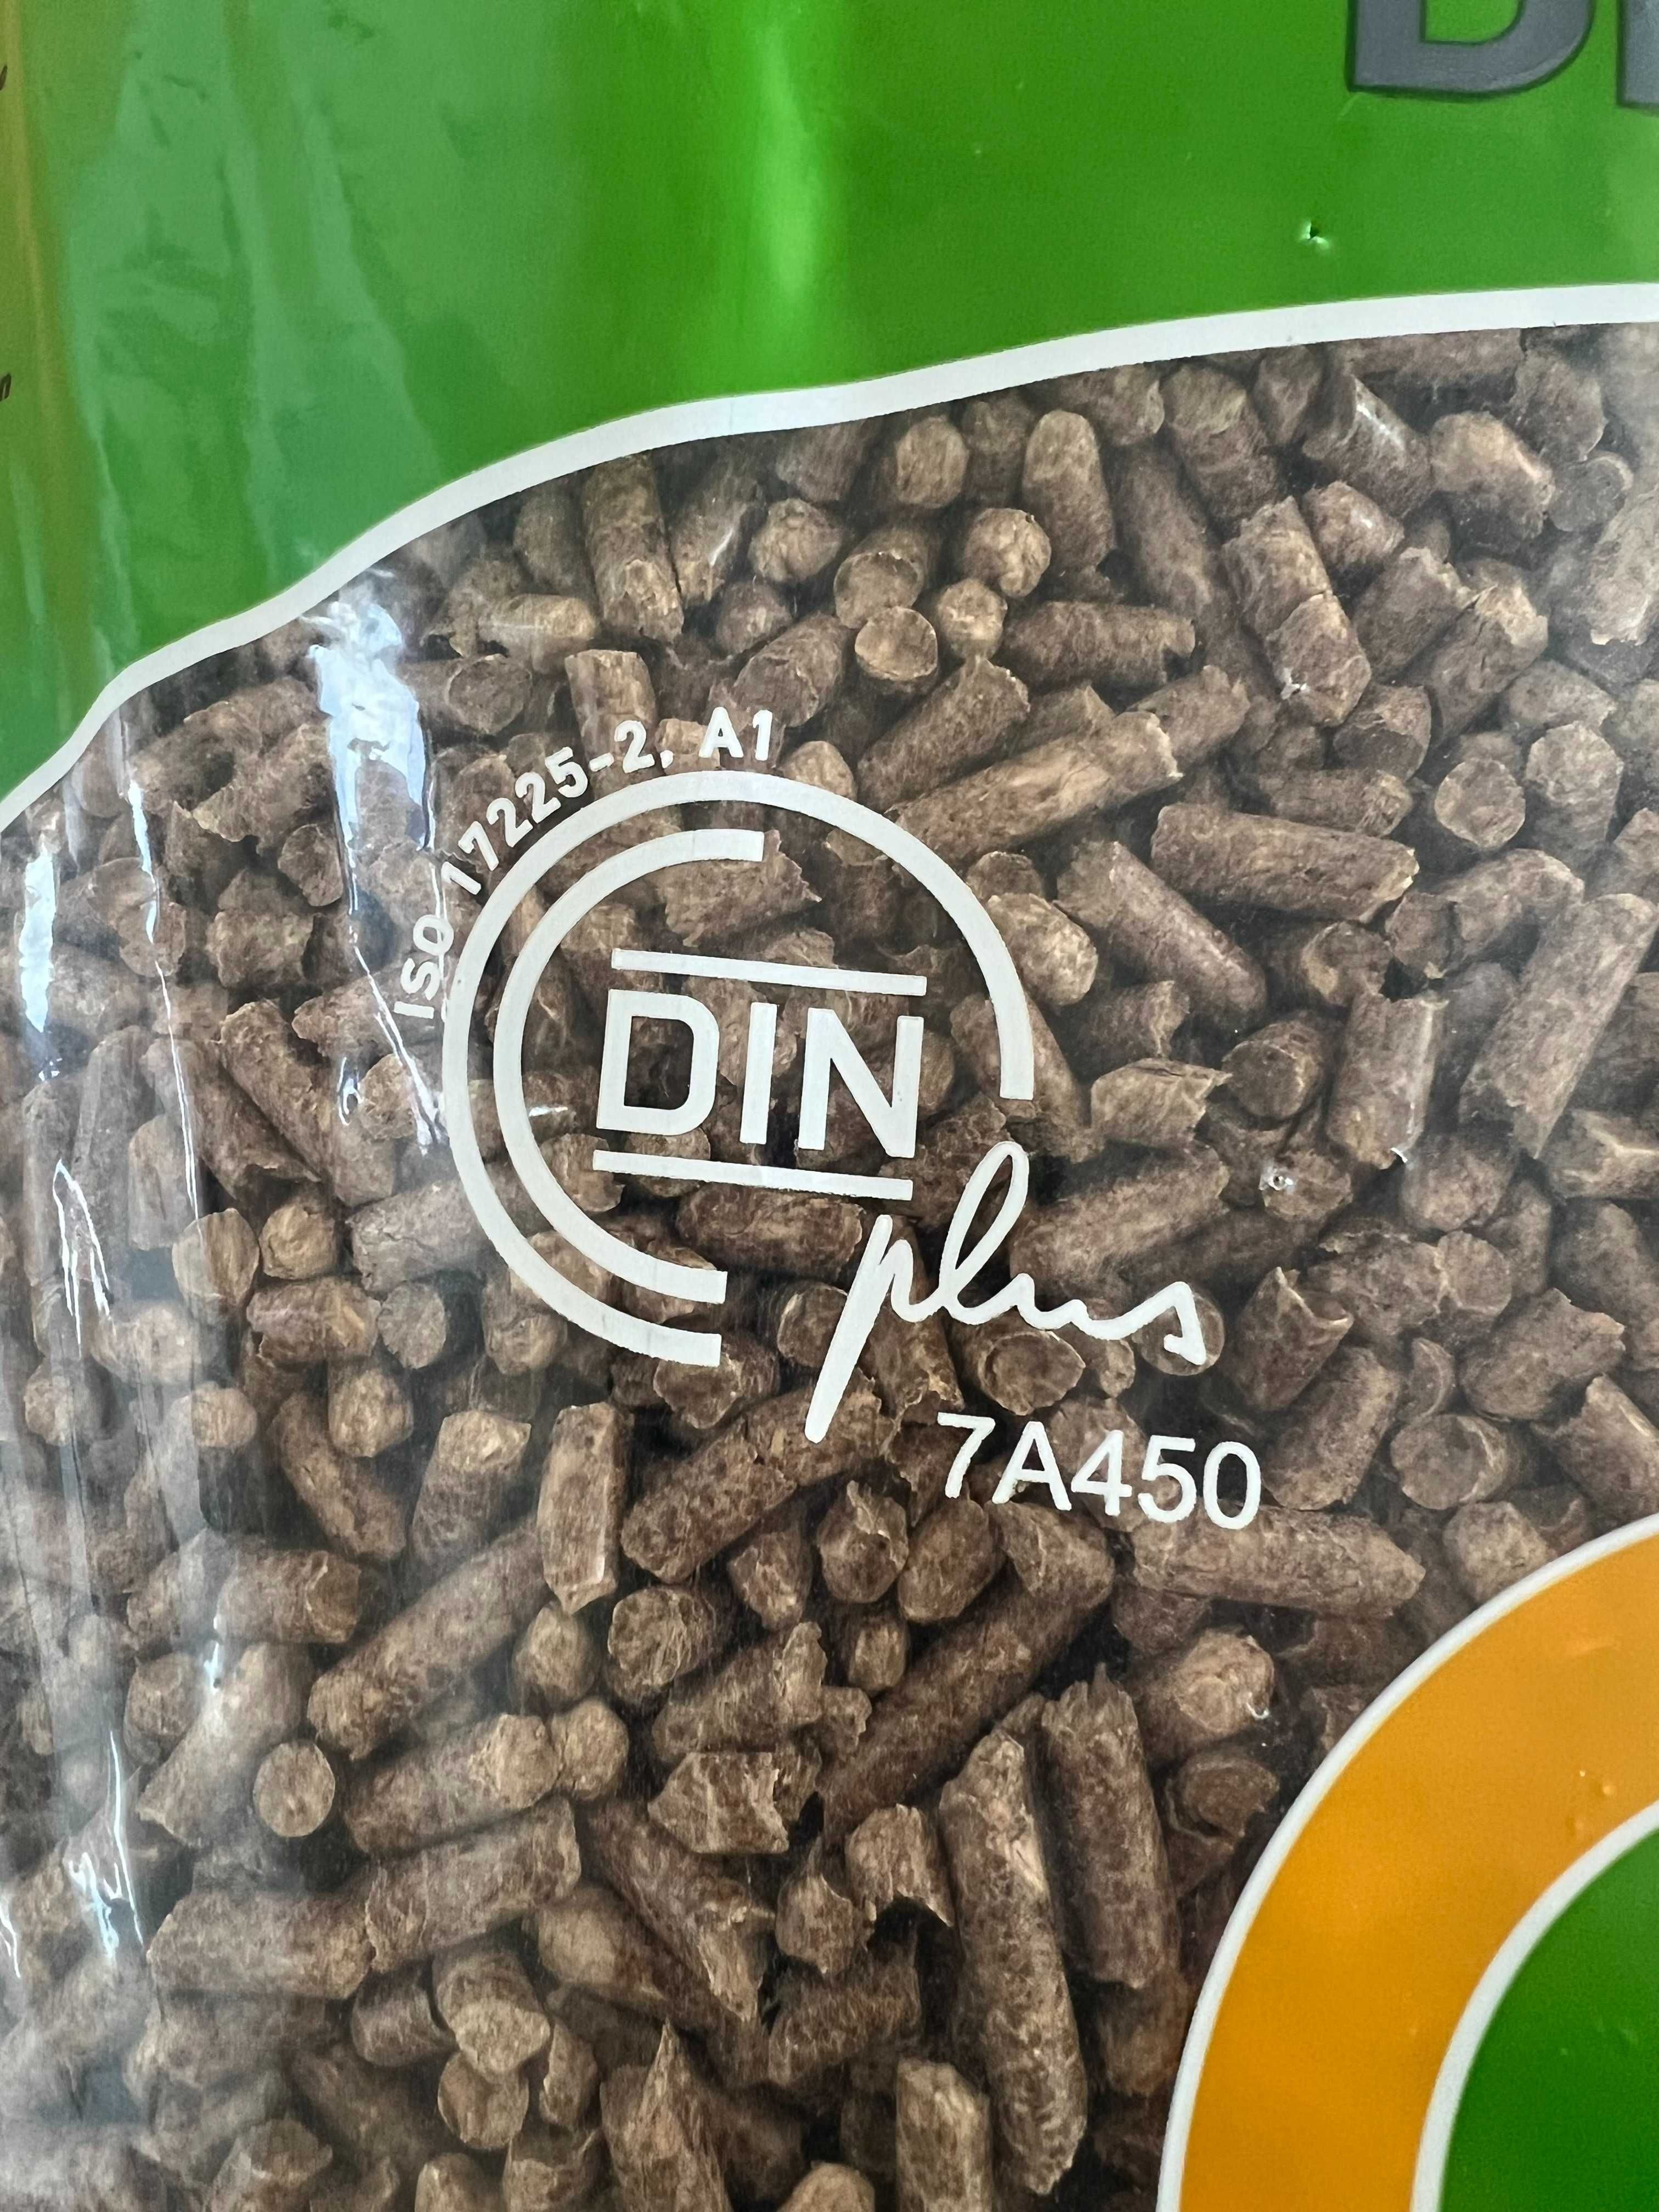 ISO 17225-2, A1
DIN
plus
7A450